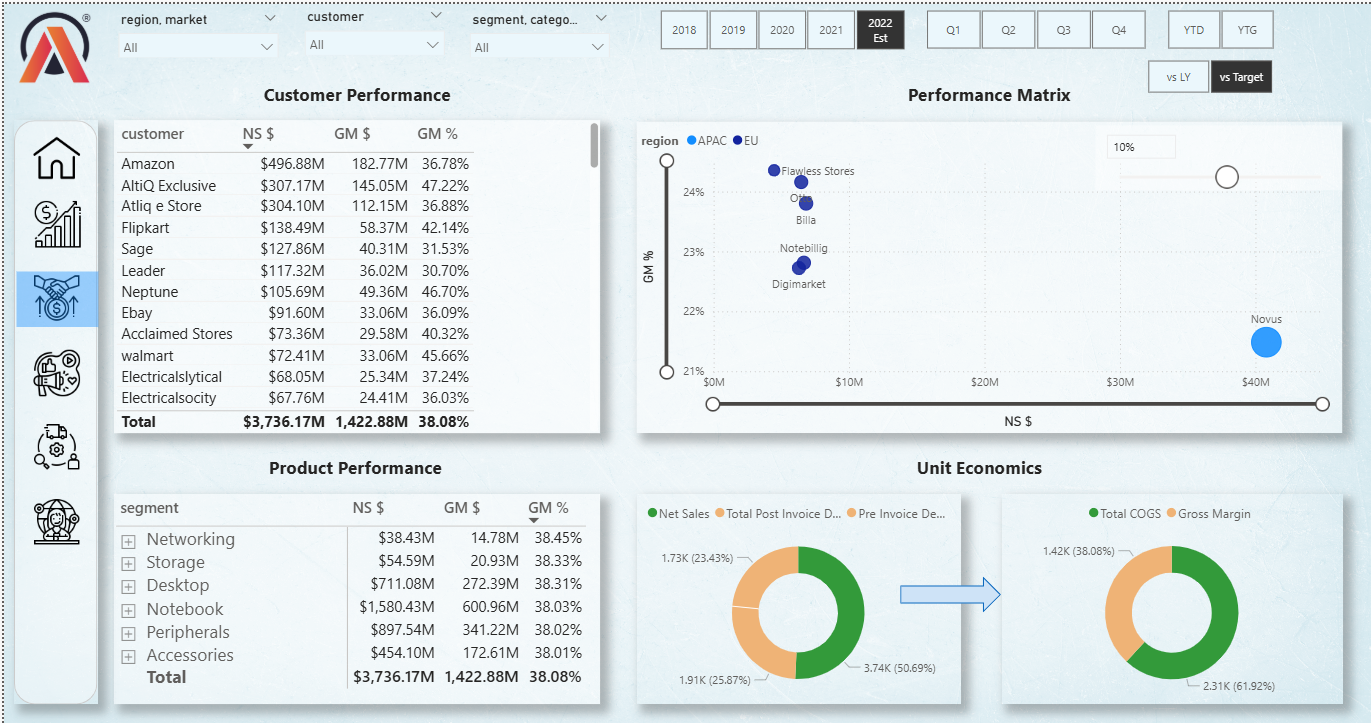 ®
region, market
customer
segment, catego...
All
All
All
2018
2019
2020
2021
2022 Est
Q1
Q2
Q3
Q4
YTD
YTG
vs LY
vs Target
Customer Performance
customer NS $ GM $ GM %
Amazon $496.88M 182.77M 36.78%
AltiQ Exclusive $307.17M 145.05M 47.22%
Atliq e Store $304.10M 112.15M 36.88%
Flipkart $138.49M 58.37M 42.14%
Sage $127.86M 40.31M 31.53%
Leader $117.32M 36.02M 30.70%
Neptune $105.69M 49.36M 46.70%
Ebay $91.60M 33.06M 36.09%
Acclaimed Stores $73.36M 29.58M 40.32%
walmart $72.41M 33.06M 45.66%
Electricalslytical $68.05M 25.34M 37.24%
Electricalsocity $67.76M 24.41M 36.03%
Total $3,736.17M 1,422.88M 38.08%
Performance Matrix
region APAC EU
10%
Flawless Stores
24%
Otto
Billa
Notebillig
23%
GM %
Digimarket
22%
Novus
21%
$0M $10M $20M $30M $40M
NS $
Product Performance
segment NS $ GM $ GM %
Networking $38.43M 14.78M 38.45%
Storage $54.59M 20.93M 38.33%
Desktop $711.08M 272.39M 38.31%
Notebook $1,580.43M 600.96M 38.03%
Peripherals $897.54M 341.22M 38.02%
Accessories $454.10M 172.61M 38.01%
Total $3,736.17M 1,422.88M 38.08%
Unit Economics
Net Sales Total Post Invoice D... Pre Invoice De...
1.73K (23.43%)
3.74K (50.69%)
1.91K (25.87%)
Total COGS Gross Margin
1.42K (38.08%)
2.31K (61.92%)